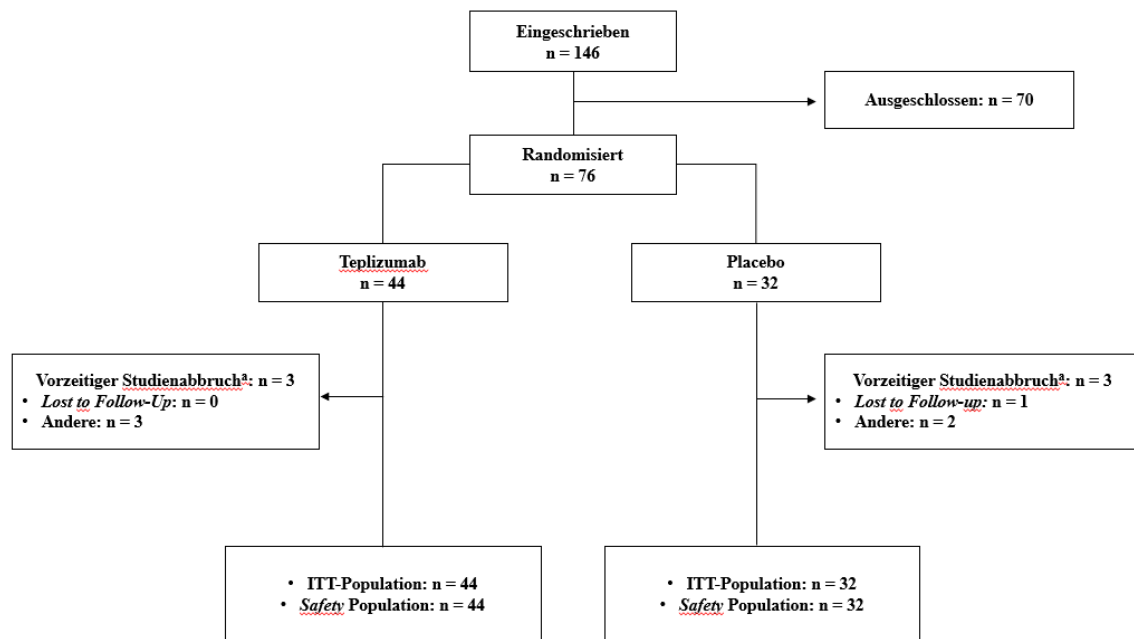 Eingeschrieben
n = 146
Ausgeschlossen: n = 70
Randomisiert
n = 76
Teplizumab
n = 44
Placebo
n = 32
Vorzeitiger Studienabbruchᵃ: n = 3
• Lost to Follow-Up: n = 0
• Andere: n = 3
Vorzeitiger Studienabbruchᵃ: n = 3
• Lost to Follow-up: n = 1
• Andere: n = 2
• ITT-Population: n = 44
• Safety Population: n = 44
• ITT-Population: n = 32
• Safety Population: n = 32